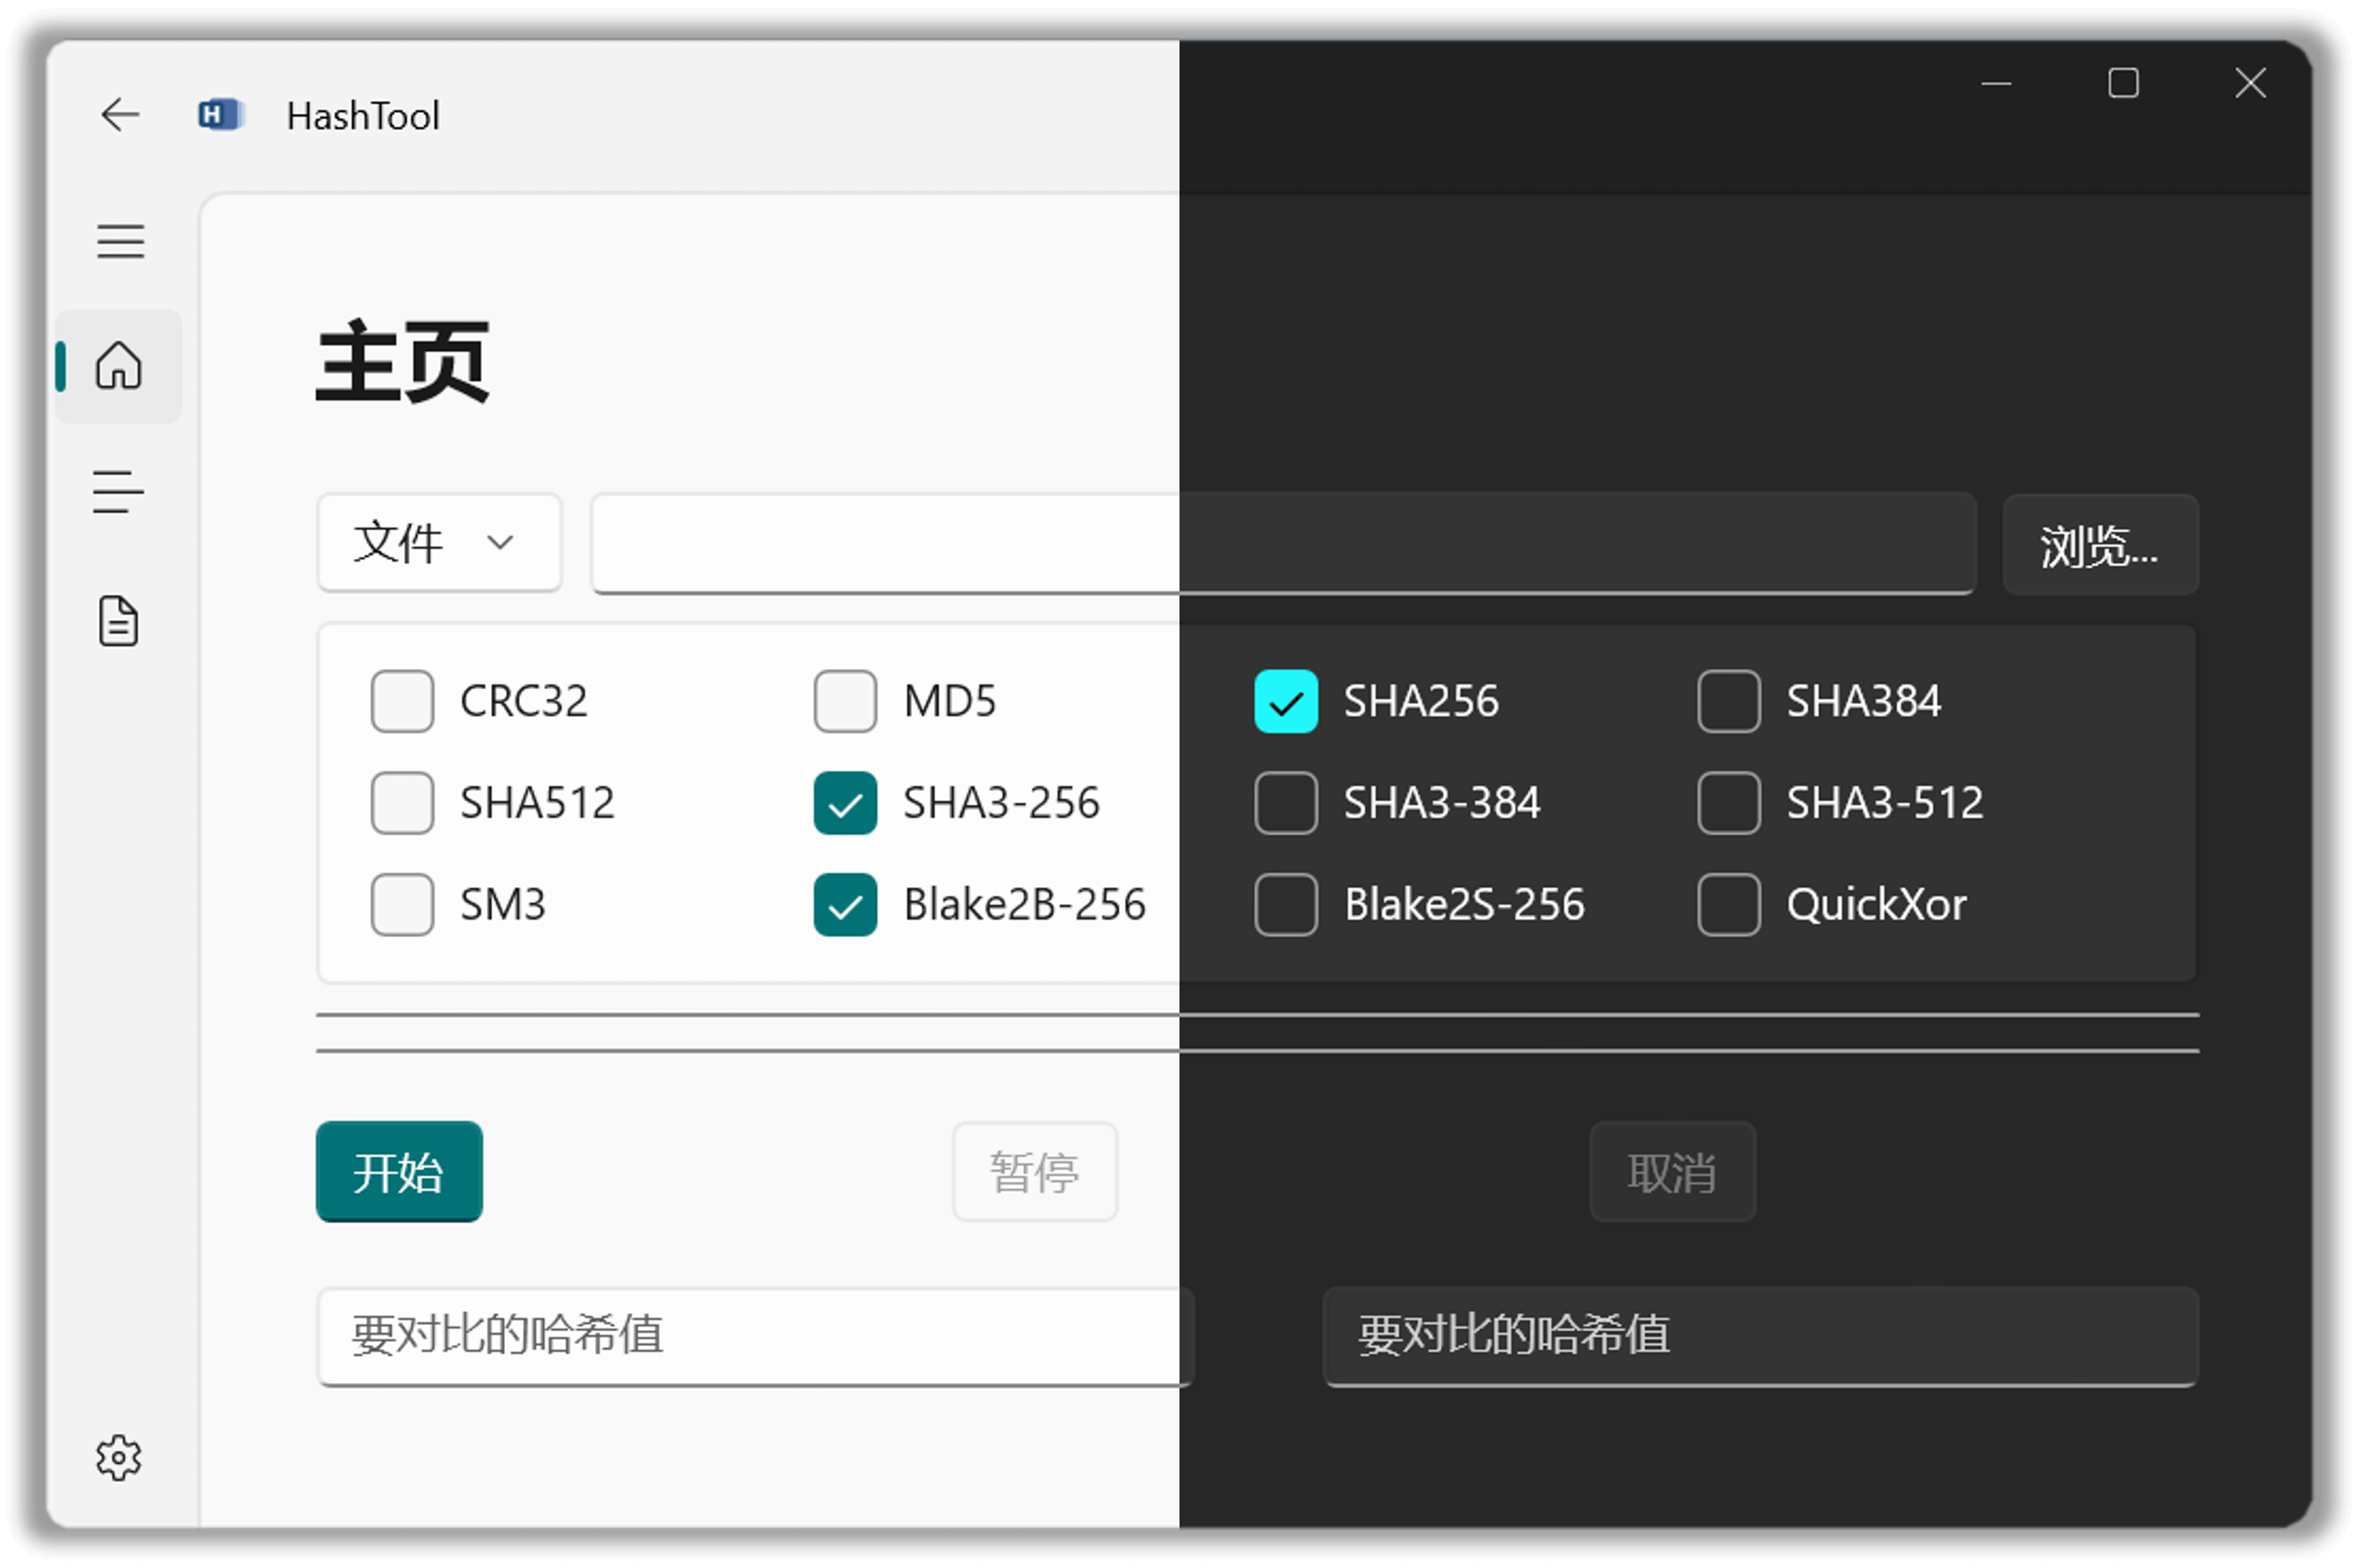 H HashTool
主页
文件 浏览...
CRC32 MD5 SHA256 SHA384
SHA512 SHA3-256 SHA3-384 SHA3-512
SM3 Blake2B-256 Blake2S-256 QuickXor
开始 暂停 取消
要对比的哈希值 要对比的哈希值